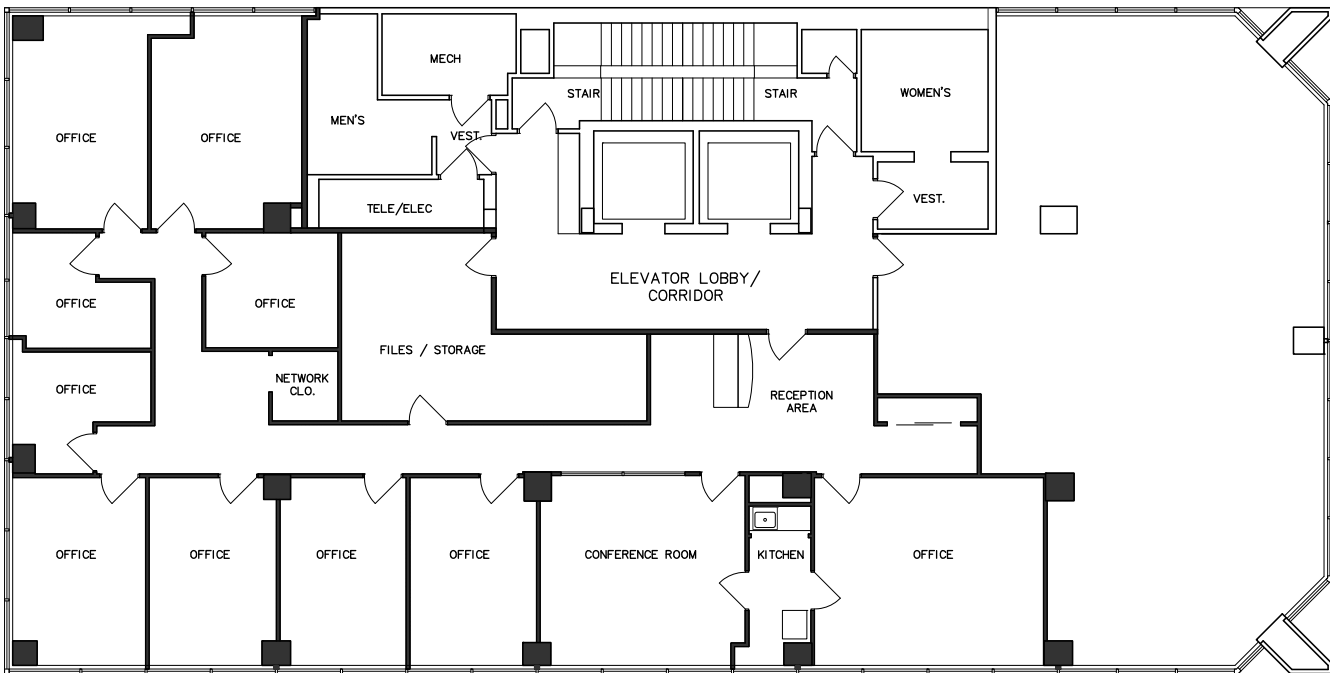 MECH
STAIR
STAIR
WOMEN'S
MEN'S
OFFICE
OFFICE
VEST.
VEST.
TELE/ELEC
ELEVATOR LOBBY/
CORRIDOR
OFFICE
OFFICE
FILES / STORAGE
NETWORK
CLO.
OFFICE
RECEPTION
AREA
OFFICE
OFFICE
OFFICE
OFFICE
CONFERENCE ROOM
KITCHEN
OFFICE